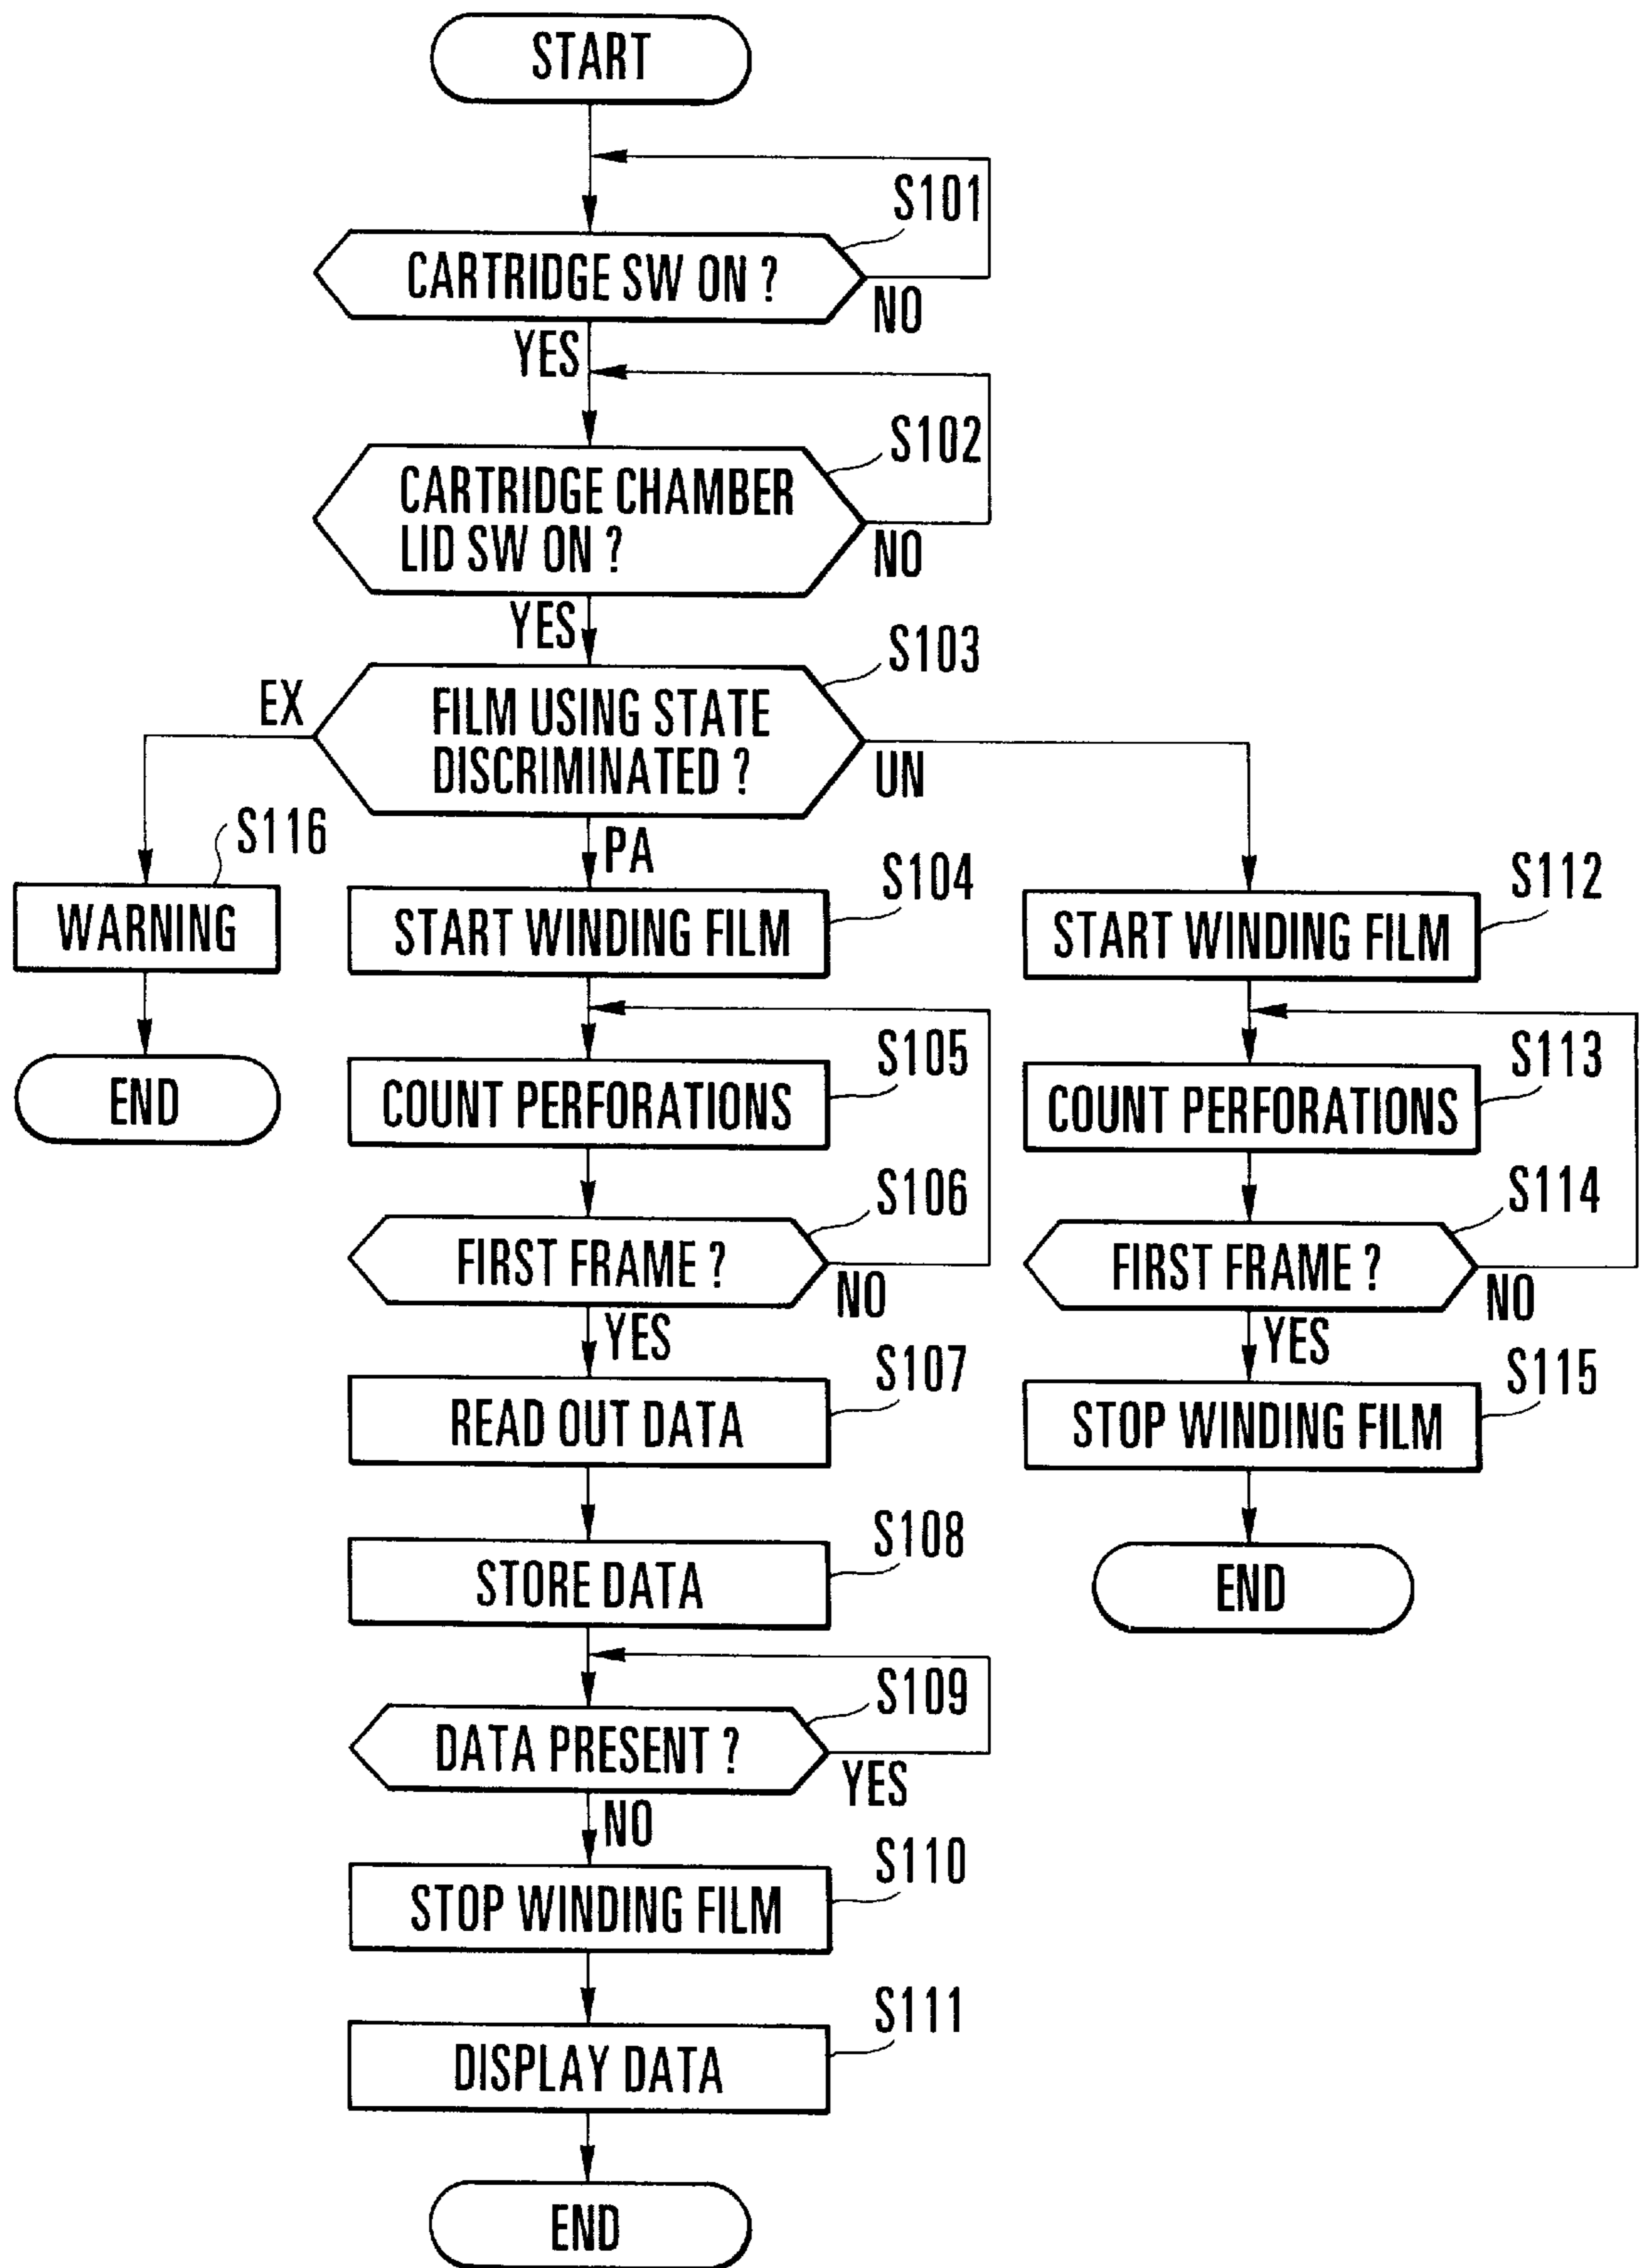 START
S101
CARTRIDGE SW ON ?
NO
YES
S102
CARTRIDGE CHAMBER
LID SW ON ?
NO
YES
S103
FILM USING STATE
DISCRIMINATED ?
EX
UN
PA
S116
WARNING
END
S104
START WINDING FILM
S105
COUNT PERFORATIONS
S106
FIRST FRAME ?
NO
YES
S107
READ OUT DATA
S108
STORE DATA
S109
DATA PRESENT ?
YES
NO
S110
STOP WINDING FILM
S111
DISPLAY DATA
END
S112
START WINDING FILM
S113
COUNT PERFORATIONS
S114
FIRST FRAME ?
NO
YES
S115
STOP WINDING FILM
END